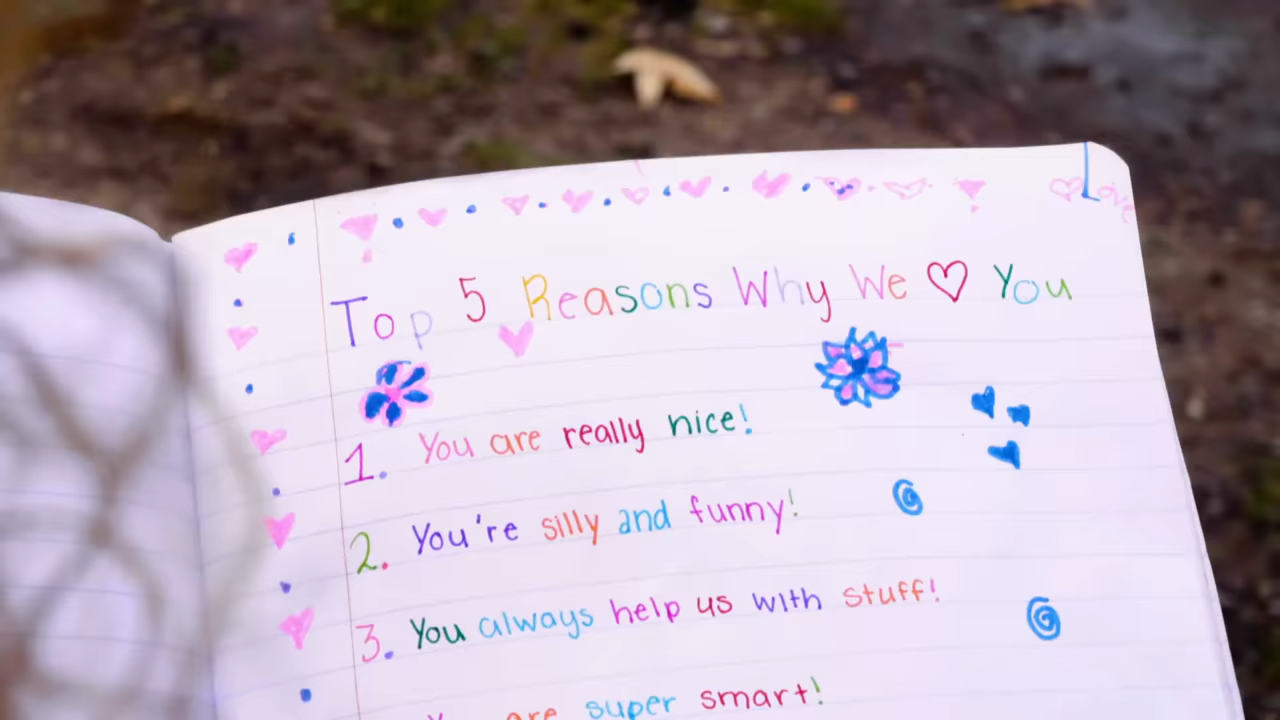 Love
Top 5 Reasons Why We ♡ You
1. You are really nice!
2. You're silly and funny!
3. You always help us with stuff!
You are super smart!